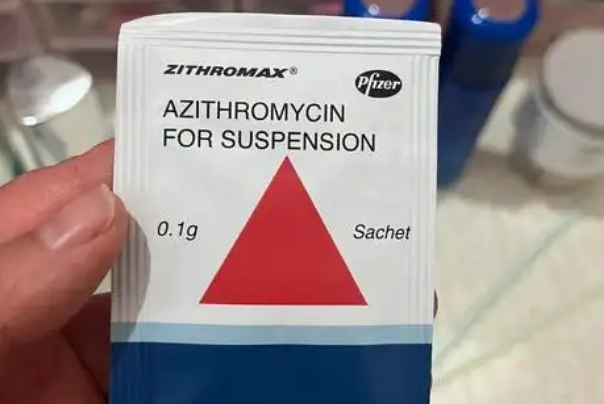 ZITHROMAX®
Pfizer
AZITHROMYCIN
FOR SUSPENSION
0.1g
Sachet